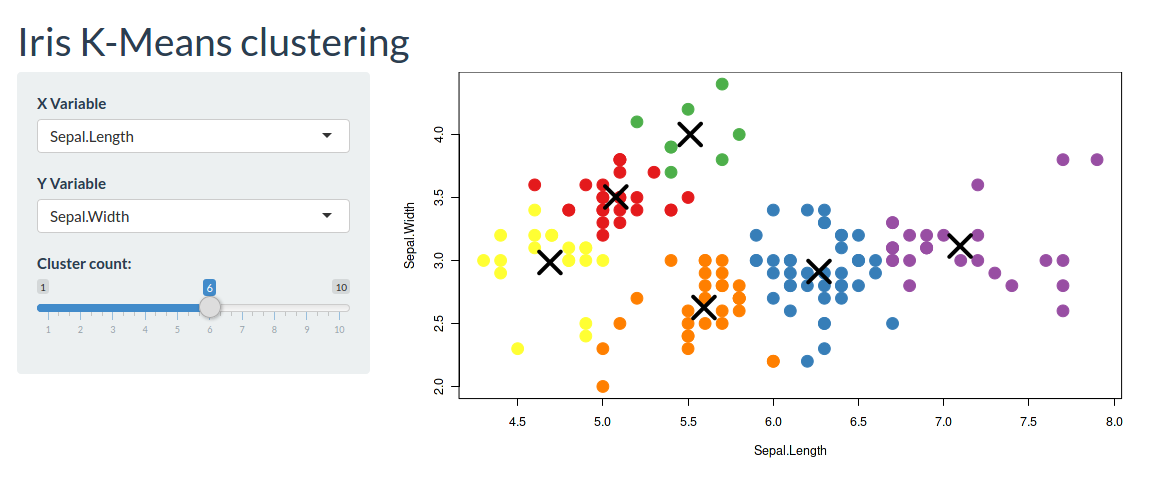 Iris K-Means clustering
X Variable
Sepal.Length
Y Variable
Sepal.Width
Cluster count:
1 6 10
1 2 3 4 5 6 7 8 9 10
Sepal.Width
4.0
3.5
3.0
2.5
2.0
4.5 5.0 5.5 6.0 6.5 7.0 7.5 8.0
Sepal.Length